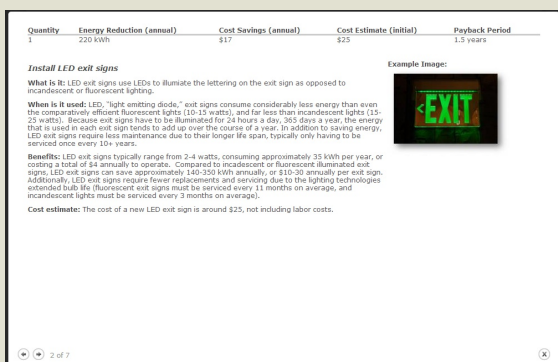 Quantity Energy Reduction (annual) Cost Savings (annual) Cost Estimate (initial) Payback Period
1 220 kWh $17 $25 1.5 years
Install LED exit signs
Example Image:
What is it: LED exit signs use LEDs to illumiate the lettering on the exit sign as opposed to
incandescent or fluorescent lighting.
When is it used: LED, "light emitting diode," exit signs consume considerably less energy than even
the comparatively efficient fluorescent lights (10-15 watts), and far less than incandescent lights (15-
25 watts). Because exit signs have to be illuminated for 24 hours a day, 365 days a year, the energy
that is used in each exit sign tends to add up over the course of a year. In addition to saving energy,
LED exit signs require less maintenance due to their longer life span, typically only having to be
serviced once every 10+ years.
Benefits: LED exit signs typically range from 2-4 watts, consuming approximately 35 kWh per year, or
costing a total of $4 annually to operate. Compared to incadescent or fluorescent illuminated exit
signs, LED exit signs can save approximately 140-350 kWh annually, or $10-30 annually per exit sign.
Additionally, LED exit signs require fewer replacements and servicing due to the lighting technologies
extended bulb life (fluorescent exit signs must be serviced every 11 months on average, and
incandescent lights must be serviced every 3 months on average).
Cost estimate: The cost of a new LED exit sign is around $25, not including labor costs.
<EXIT
2 of 7